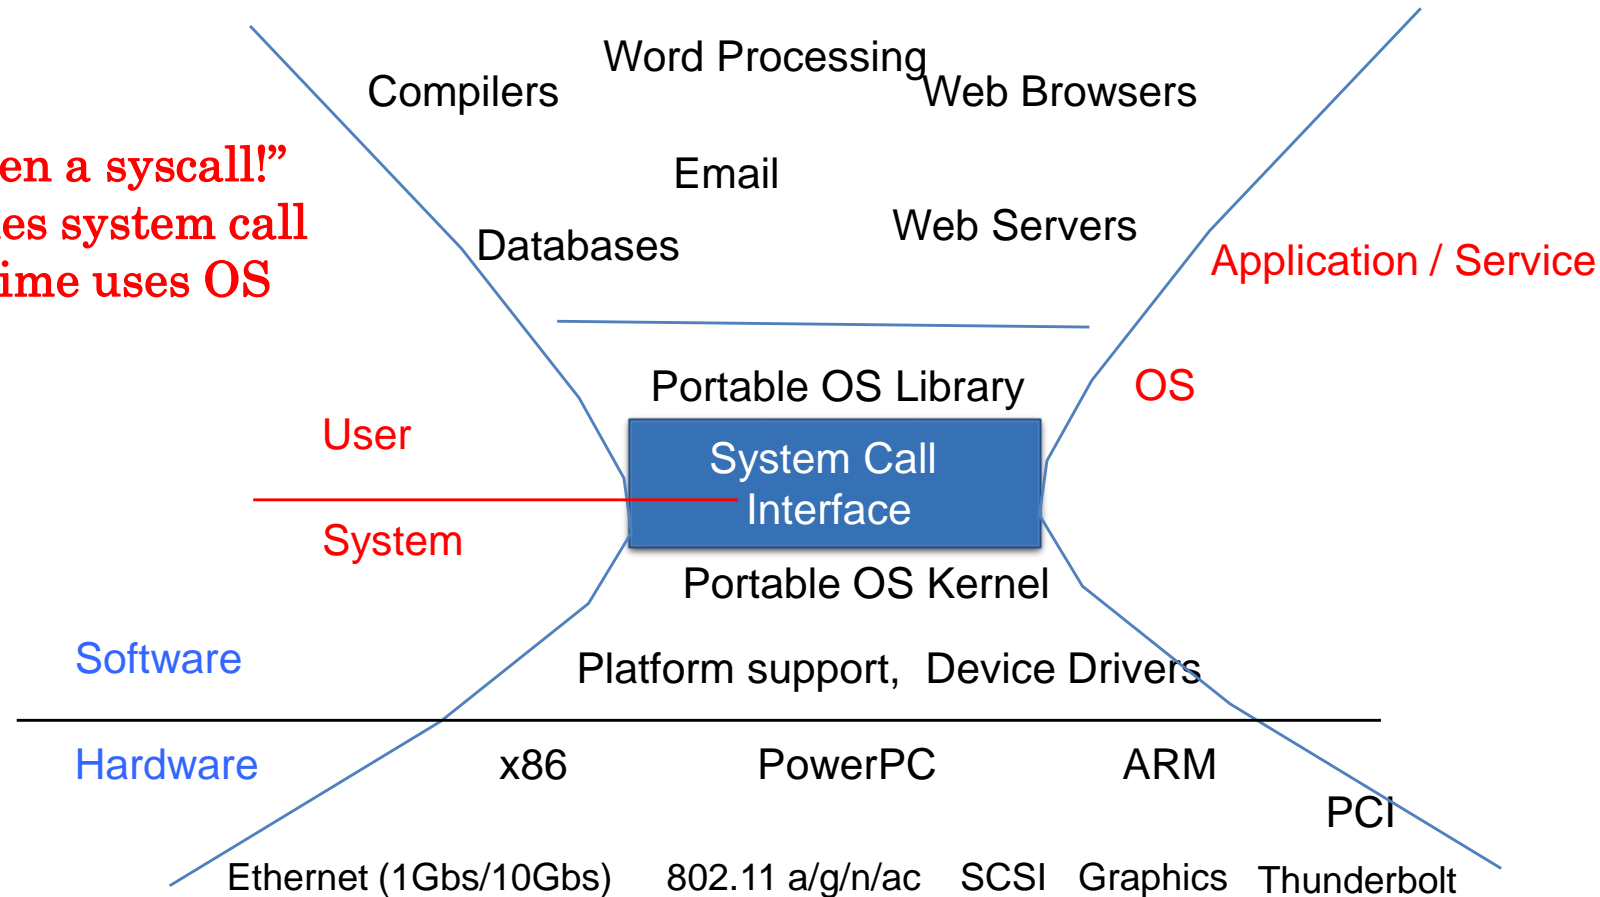 Word Processing
Compilers
Web Browsers
en a syscall!”
Email
es system call
Web Servers
Databases
Application / Service
ime uses OS
Portable OS Library
OS
User
System Call
Interface
System
Portable OS Kernel
Software
Platform support, Device Drivers
Hardware
x86
PowerPC
ARM
PCI
Ethernet (1Gbs/10Gbs)
802.11 a/g/n/ac
SCSI
Graphics
Thunderbolt